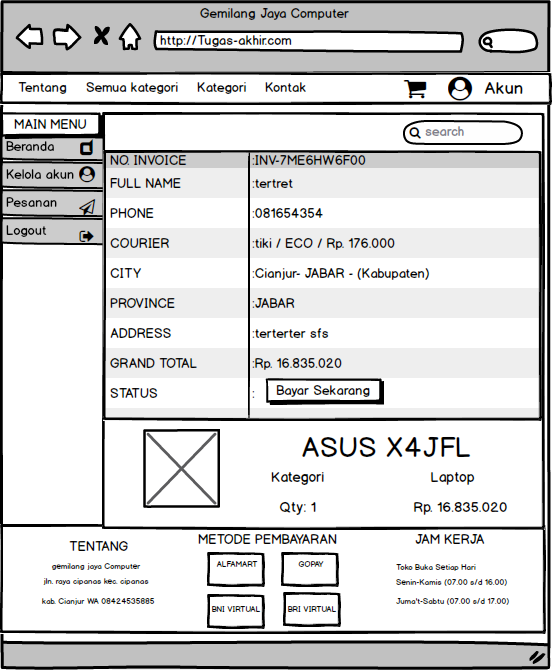 Gemilang Jaya Computer
http://Tugas-akhir.com
Tentang Semua kategori Kategori Kontak Akun
MAIN MENU
Beranda
Kelola akun
Pesanan
Logout
search
NO. INVOICE :INV-7ME6HW6F00
FULL NAME :tertret
PHONE :081654354
COURIER :tiki / ECO / Rp. 176.000
CITY :Cianjur- JABAR - (Kabupaten)
PROVINCE :JABAR
ADDRESS :terterter sfs
GRAND TOTAL :Rp. 16.835.020
STATUS : Bayar Sekarang
ASUS X4JFL
Kategori Laptop
Qty: 1 Rp. 16.835.020
TENTANG
gemilang jaya Computer
jln. raya cipanas kec. cipanas
kab. Cianjur WA 08424535885
METODE PEMBAYARAN
ALFAMART GOPAY
BNI VIRTUAL BRI VIRTUAL
JAM KERJA
Toko Buka Setiap Hari
Senin-Kamis (07.00 s/d 16.00)
Juma't-Sabtu (07.00 s/d 17.00)